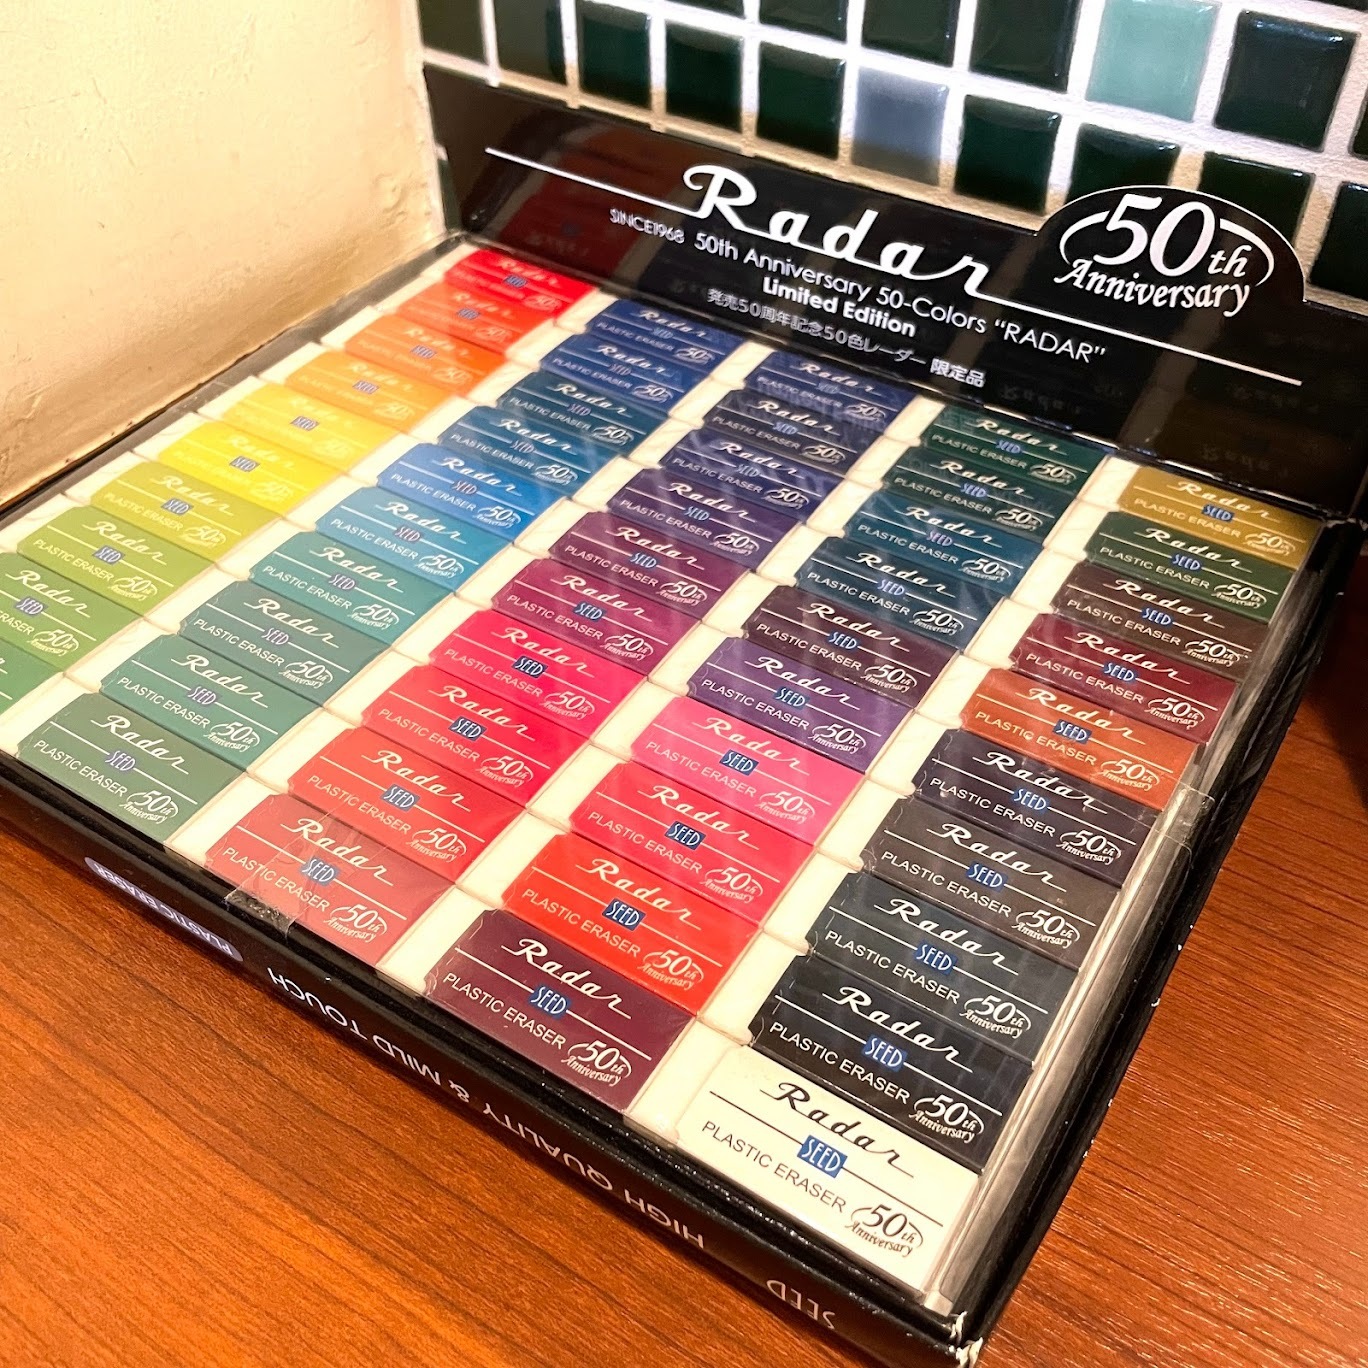 Radar
SINCE1968 50th Anniversary 50-Colors "RADAR"
Limited Edition
発売50周年記念50色レーダー 限定品
50th
Anniversary
Radar
SEED
PLASTIC ERASER
50th
Anniversary
SEED
HIGH QUALITY & MILD TOUCH
PLASTIC ERASER